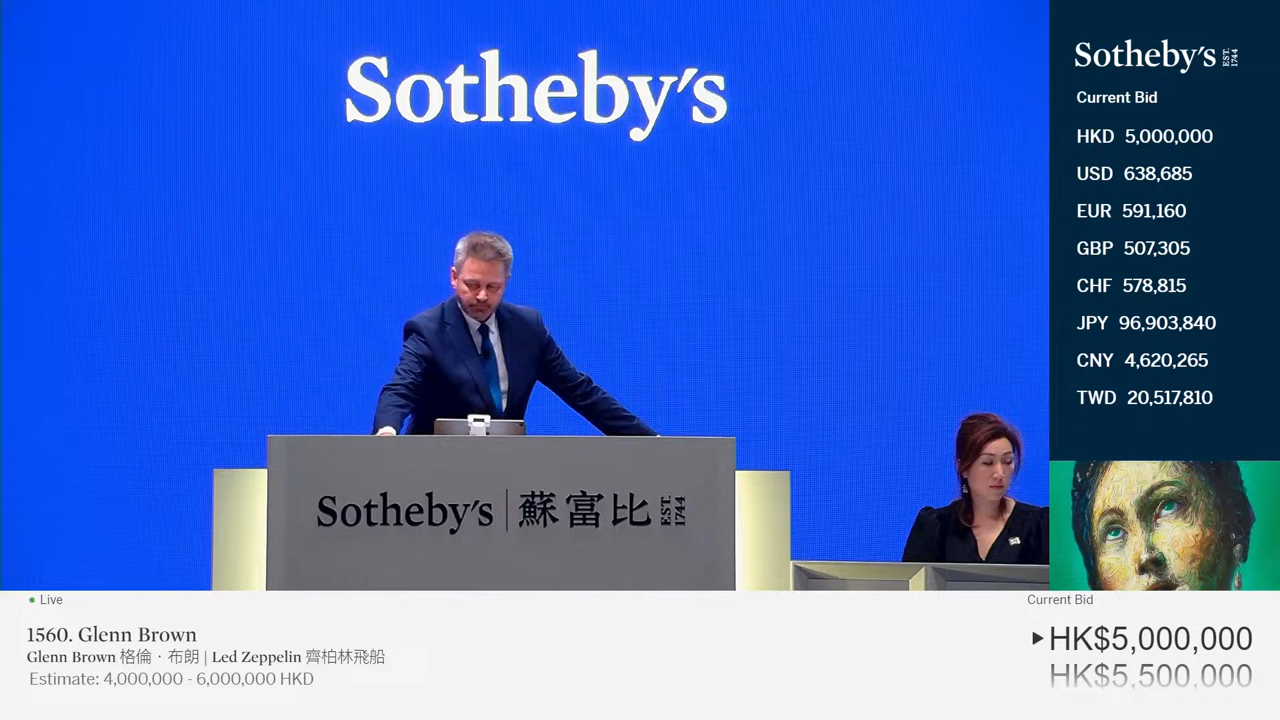 Sotheby's
Sotheby's EST. 1744
Current Bid
HKD 5,000,000
USD 638,685
EUR 591,160
GBP 507,305
CHF 578,815
JPY 96,903,840
CNY 4,620,265
TWD 20,517,810
Sotheby's | 蘇富比 EST. 1744
Live
1560. Glenn Brown
Glenn Brown 格倫·布朗 | Led Zeppelin 齊柏林飛船
Estimate: 4,000,000 - 6,000,000 HKD
Current Bid
HK$5,000,000
HK$5,500,000